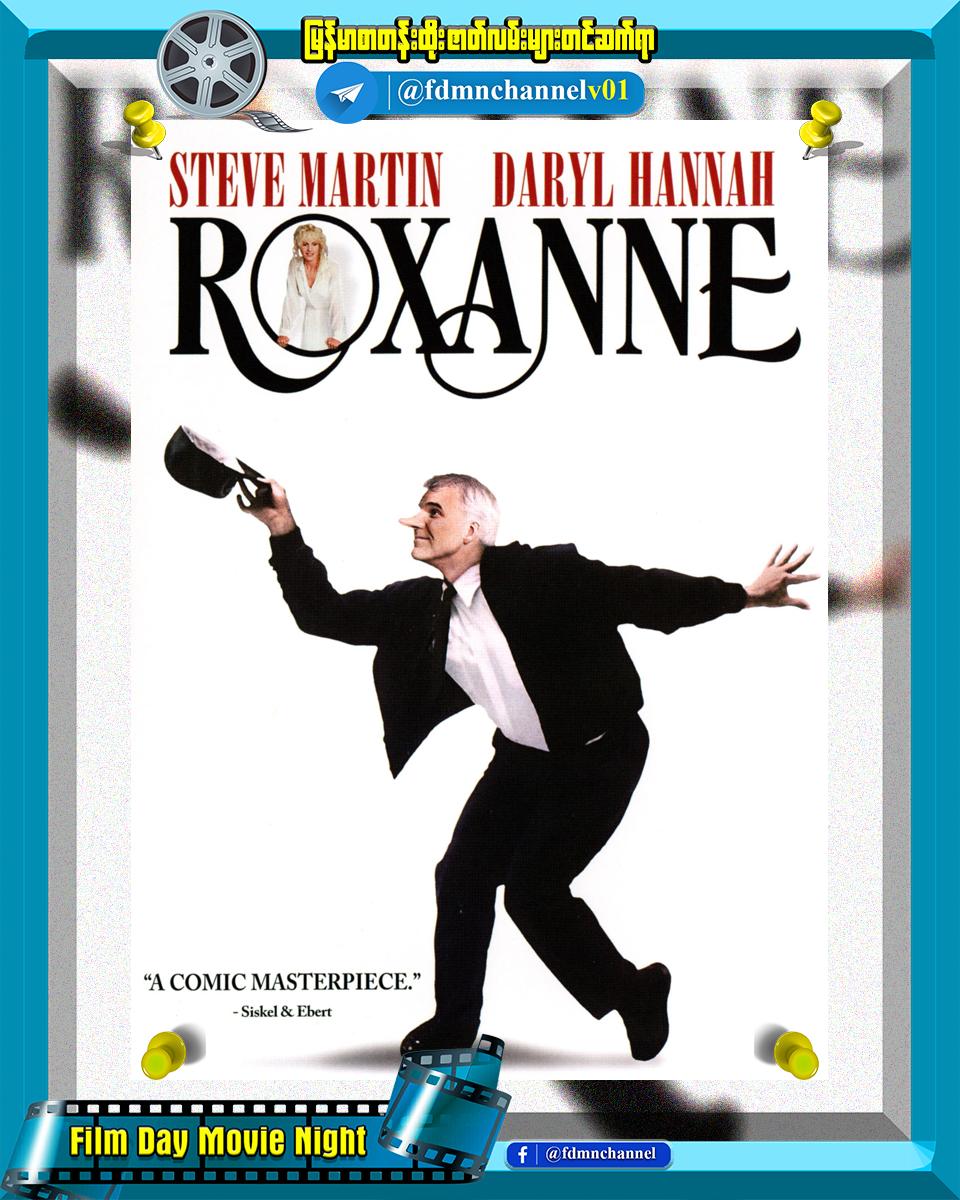 မြန်မာစာတန်းထိုးဇာတ်လမ်းများတင်ဆက်ရာ
@fdmnchannelv01
STEVE MARTIN DARYL HANNAH
ROXANNE
“A COMIC MASTERPIECE.”
- Siskel & Ebert
Film Day Movie Night
f @fdmnchannel